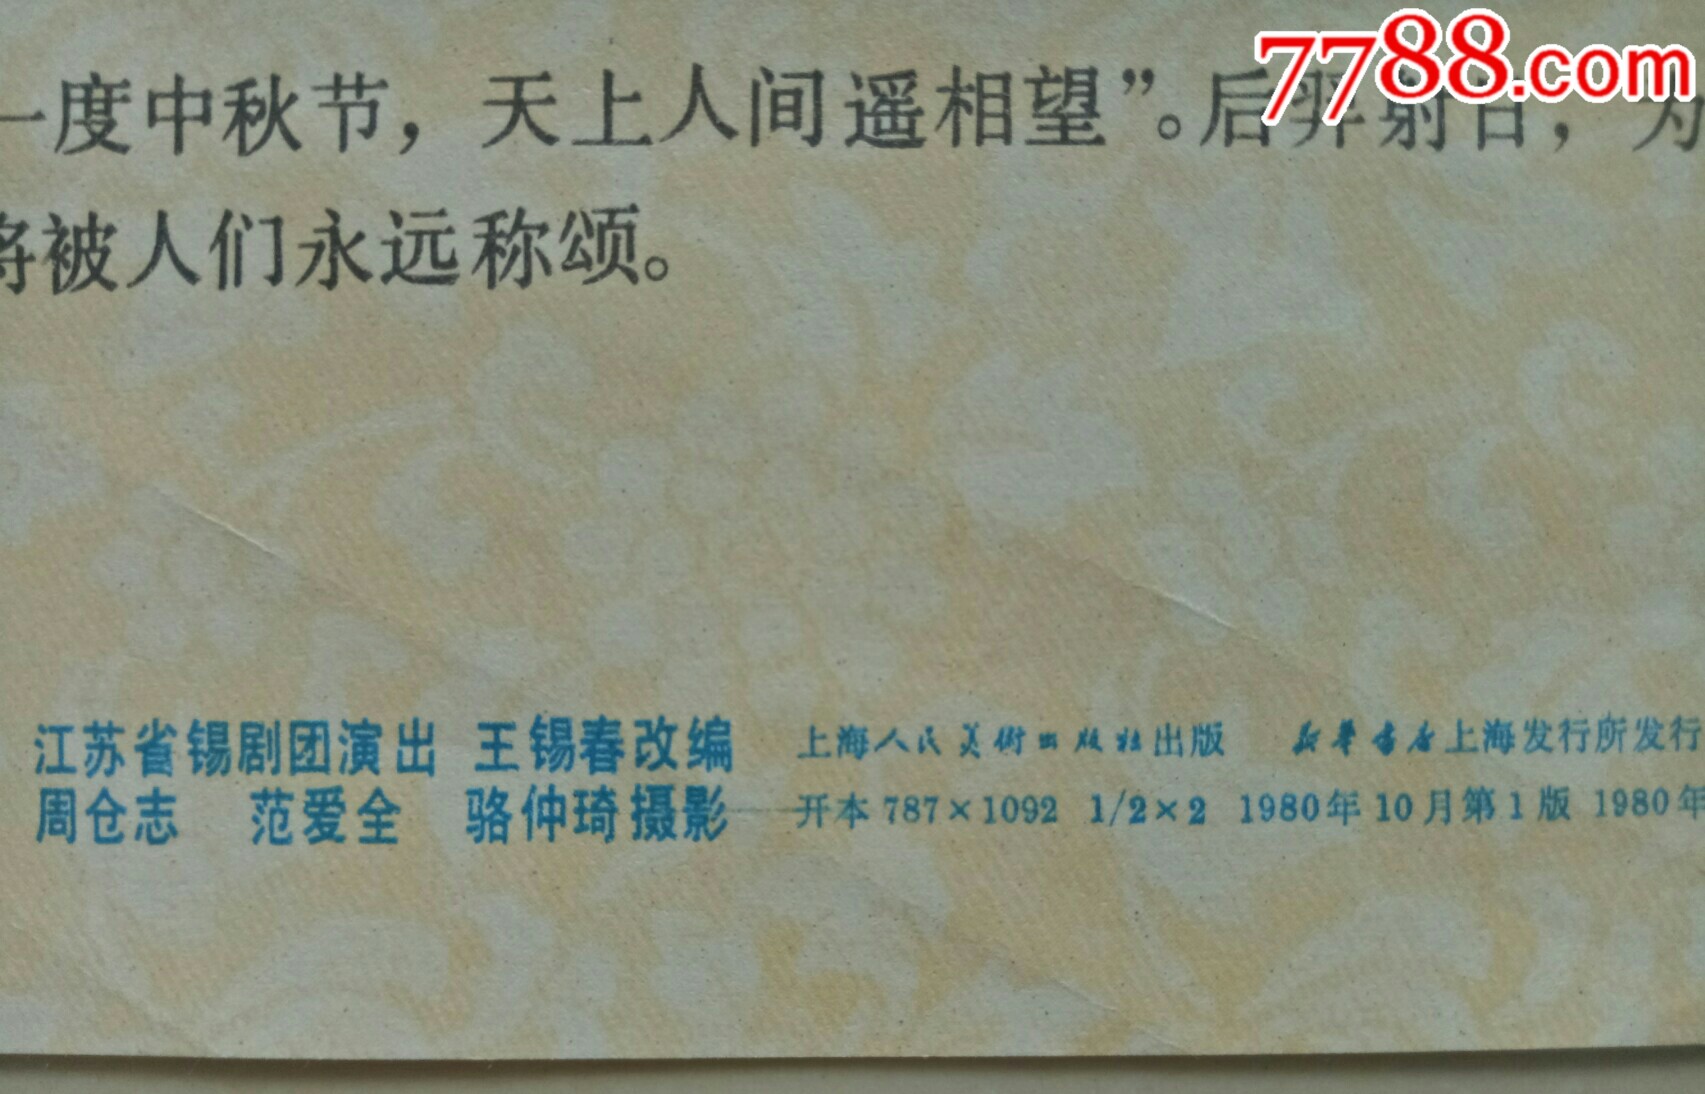 7788.com
一度中秋节，天上人间遥相望”。后羿射日，为
将被人们永远称颂。
江苏省锡剧团演出 王锡春改编
周仓志 范爱全 骆仲琦摄影
上海人民美術出版社出版 新華書店上海发行所发行
开本 787×1092 1/2×2 1980年10月第1版 1980年